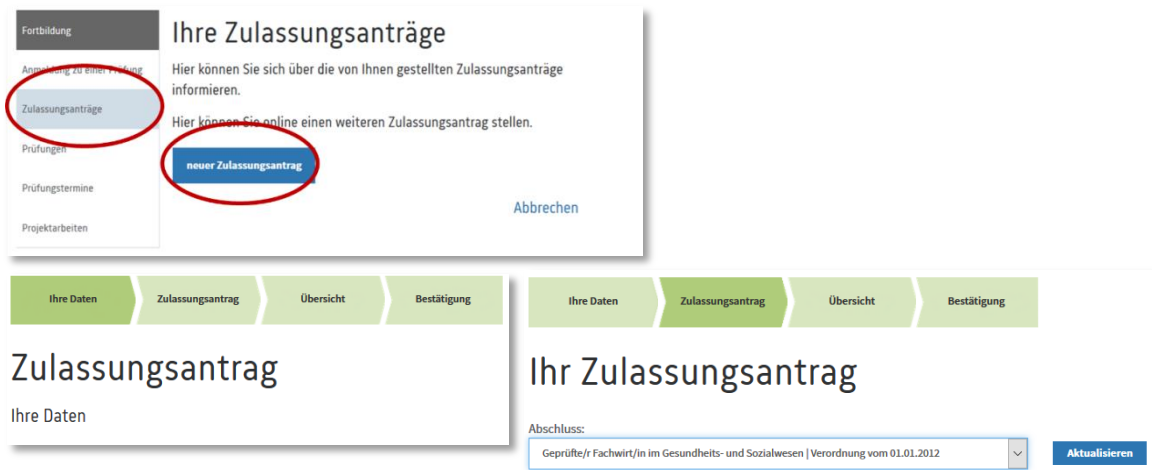 Fortbildung
Anmeldung zu einer Prüfung
Zulassungsanträge
Prüfungen
Prüfungstermine
Projektarbeiten
Ihre Zulassungsanträge
Hier können Sie sich über die von Ihnen gestellten Zulassungsanträge
informieren.
Hier können Sie online einen weiteren Zulassungsantrag stellen.
neuer Zulassungsantrag
Abbrechen
Ihre Daten Zulassungsantrag Übersicht Bestätigung
Zulassungsantrag
Ihre Daten
Ihre Daten Zulassungsantrag Übersicht Bestätigung
Ihr Zulassungsantrag
Abschluss:
Geprüfte/r Fachwirt/in im Gesundheits- und Sozialwesen | Verordnung vom 01.01.2012
Aktualisieren